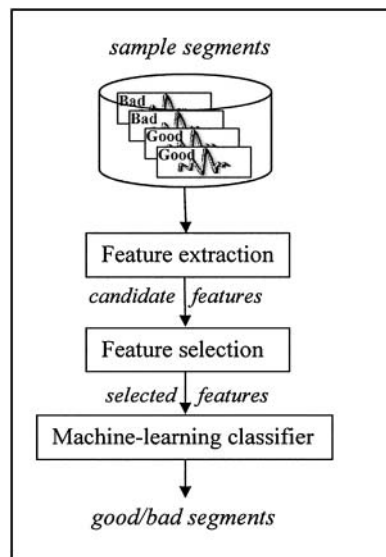 sample segments
Bad
Bad
Good
Good
Feature extraction
candidate features
Feature selection
selected features
Machine-learning classifier
good/bad segments